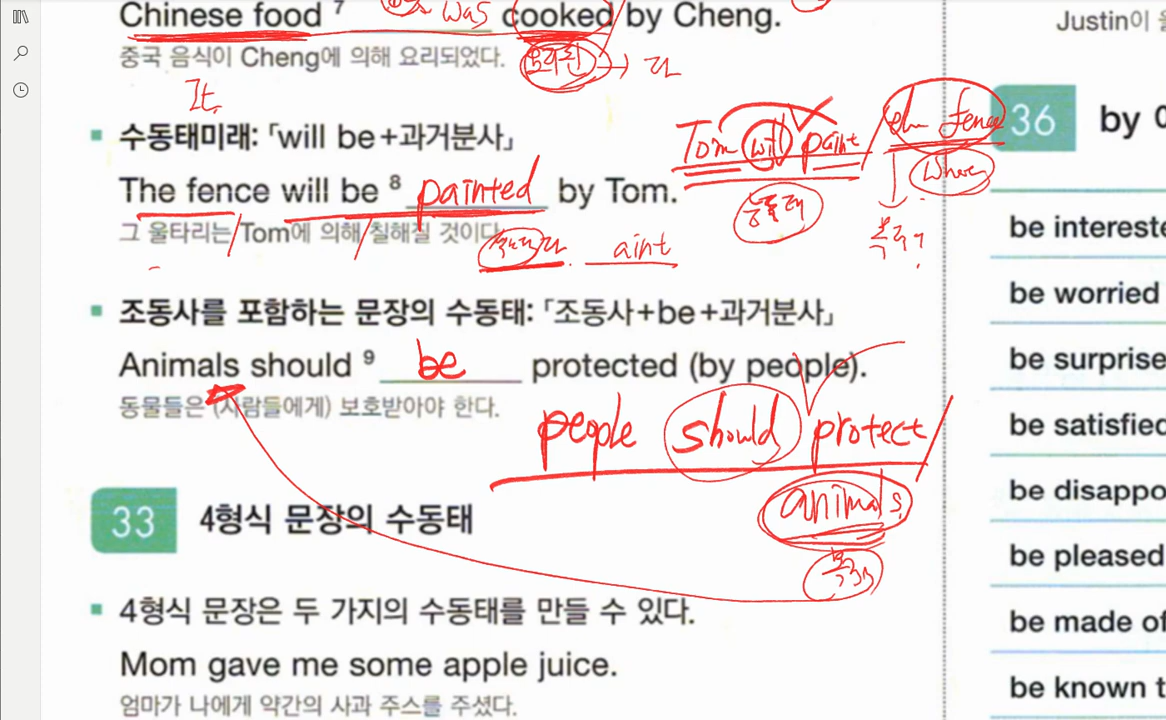 Chinese food 7 was cooked by Cheng.
Justin이
중국 음식이 Cheng에 의해 요리되었다.
수동태미래: 「will be+과거분사」
Tom will paint the fence
36 by
The fence will be 8 painted by Tom.
능동태
그 울타리는 Tom에 의해 칠해질 것이다
aint
be intereste
be worried
조동사를 포함하는 문장의 수동태: 「조동사+be+과거분사」
Animals should 9 be protected (by people).
be surprise
동물들은 (사람들에게) 보호받아야 한다.
people should protect
be satisfied
animals
be disappo
33 4형식 문장의 수동태
be pleased
4형식 문장은 두 가지의 수동태를 만들 수 있다.
be made of
Mom gave me some apple juice.
be known t
엄마가 나에게 약간의 사과 주스를 주셨다.